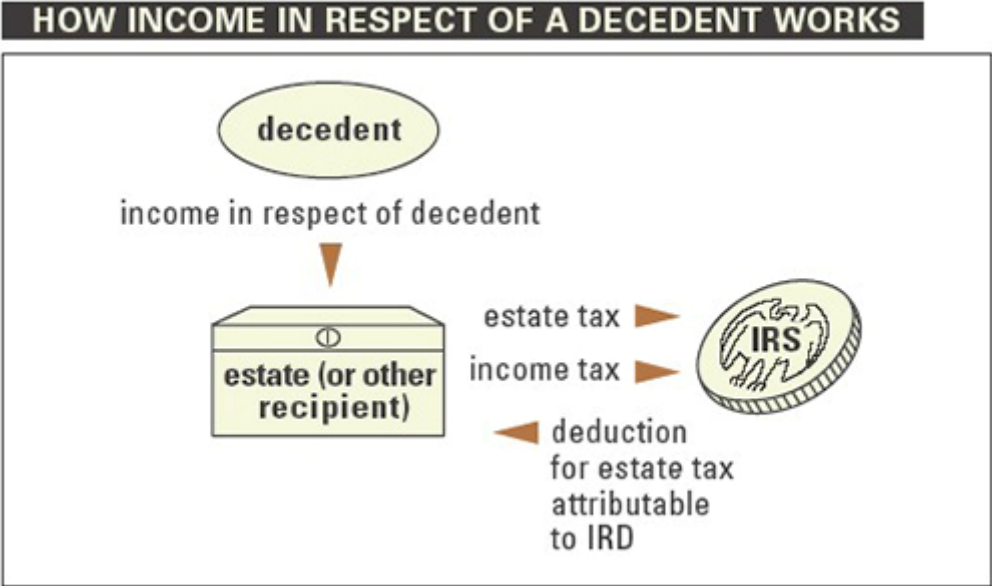 HOW INCOME IN RESPECT OF A DECEDENT WORKS
decedent
income in respect of decedent
estate (or other
recipient)
estate tax
income tax
IRS
deduction
for estate tax
attributable
to IRD